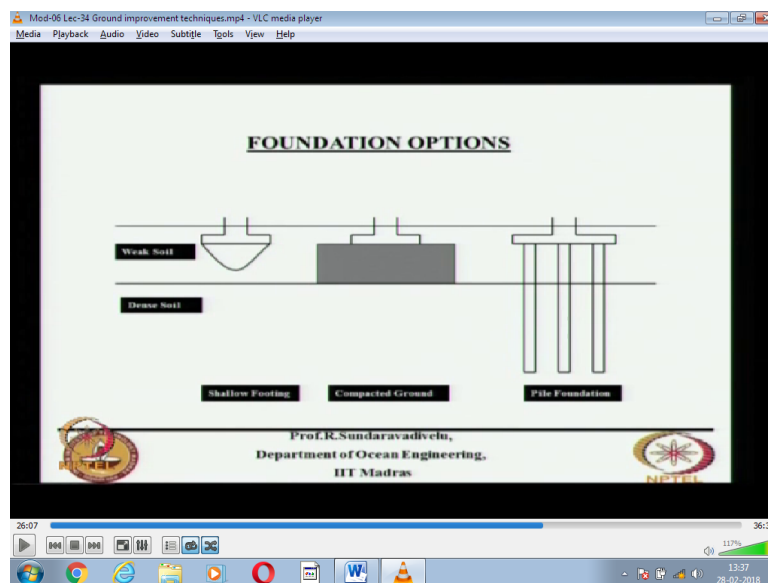 Mod-06 Lec-34 Ground improvement techniques.mp4 - VLC media player
Media Playback Audio Video Subtitle Tools View Help
FOUNDATION OPTIONS
Weak Soil
Dense Soil
Shallow Footing Compacted Ground Pile Foundation
Prof.R.Sundaravadivelu,
Department of Ocean Engineering,
IIT Madras
NPTEL NPTEL
26:07
117%
13:37
28-02-2018